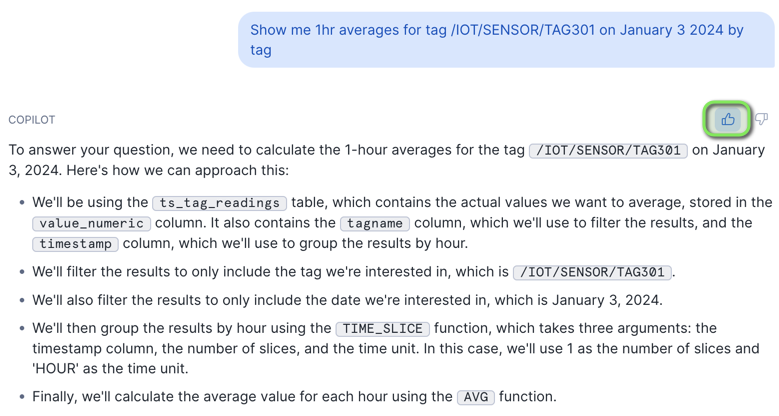 Show me 1hr averages for tag /IOT/SENSOR/TAG301 on January 3 2024 by
tag
COPILOT
To answer your question, we need to calculate the 1-hour averages for the tag /IOT/SENSOR/TAG301 on January
3, 2024. Here's how we can approach this:
• We'll be using the ts_tag_readings table, which contains the actual values we want to average, stored in the
value_numeric column. It also contains the tagname column, which we'll use to filter the results, and the
timestamp column, which we'll use to group the results by hour.
• We'll filter the results to only include the tag we're interested in, which is /IOT/SENSOR/TAG301.
• We'll also filter the results to only include the date we're interested in, which is January 3, 2024.
• We'll then group the results by hour using the TIME_SLICE function, which takes three arguments: the
timestamp column, the number of slices, and the time unit. In this case, we'll use 1 as the number of slices and
'HOUR' as the time unit.
• Finally, we'll calculate the average value for each hour using the AVG function.